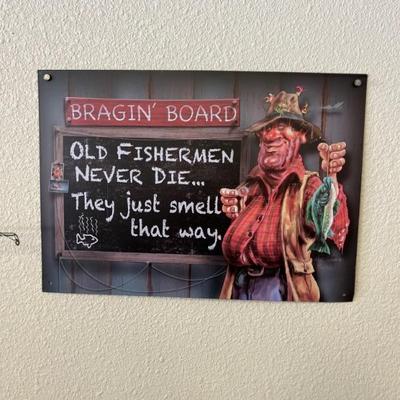 BRAGIN' BOARD
OLD FISHERMEN
NEVER DIE...
They just smell
that way.